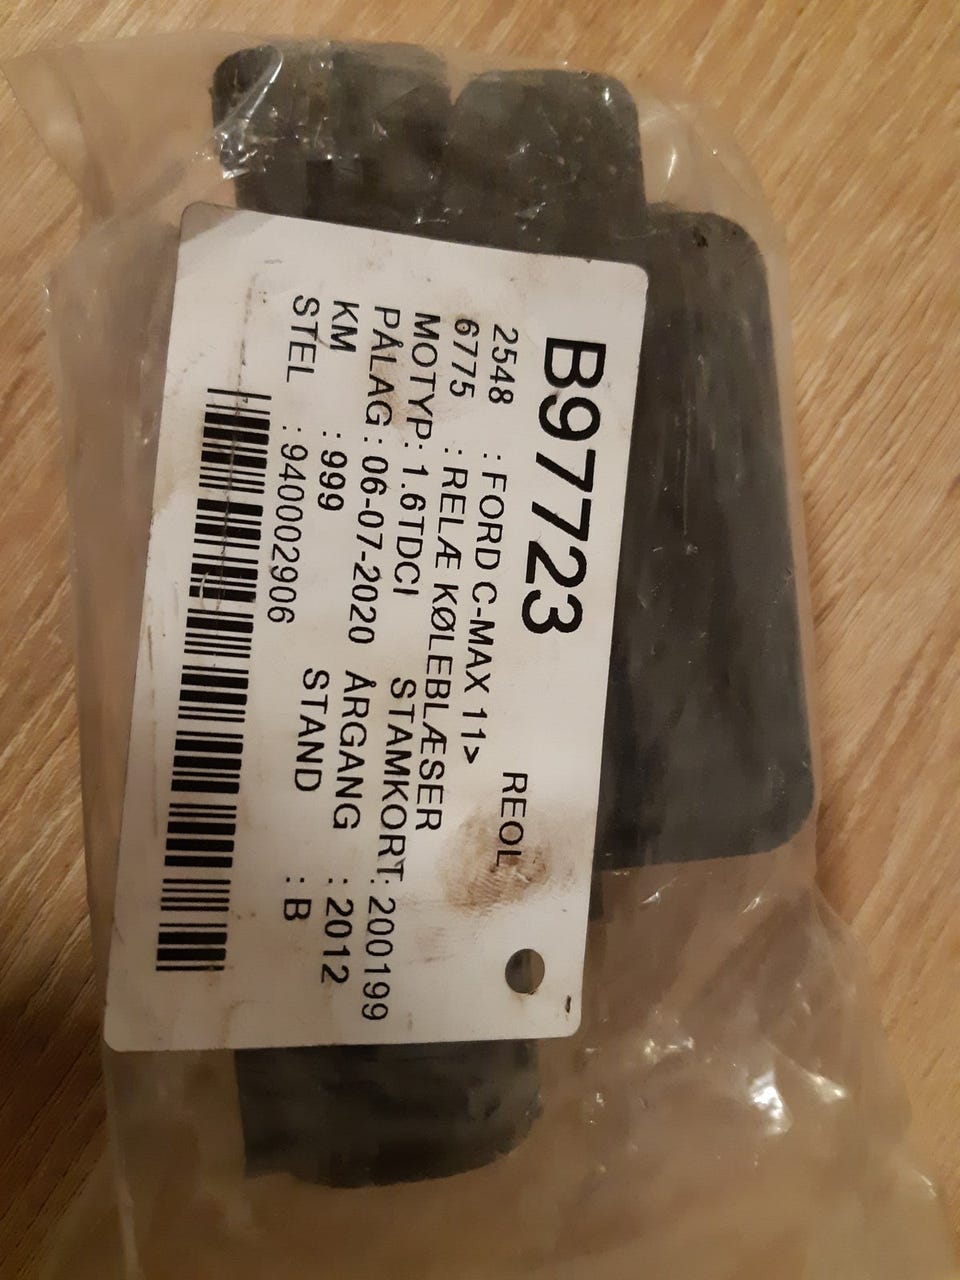 B97723
REOL
2548 : FORD C-MAX 11>
6775 : RELÆ KØLEBLÆSER
MOTYP: 1.6TDCI STAMKORT: 200199
PÅLAG: 06-07-2020 ÅRGANG : 2012
KM : 999 STAND : B
STEL : 940002906